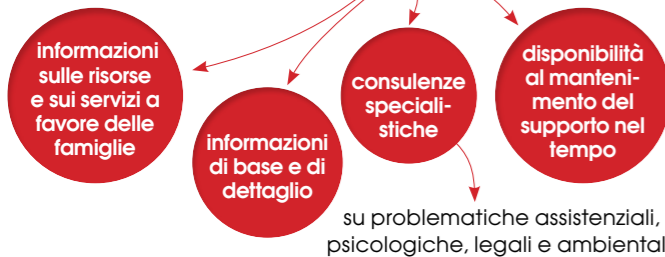 informazioni
sulle risorse
e sui servizi a
favore delle
famiglie
informazioni
di base e di
dettaglio
consulenze
speciali-
stiche
disponibilità
al manteni-
mento del
supporto nel
tempo
su problematiche assistenziali,
psicologiche, legali e ambiental